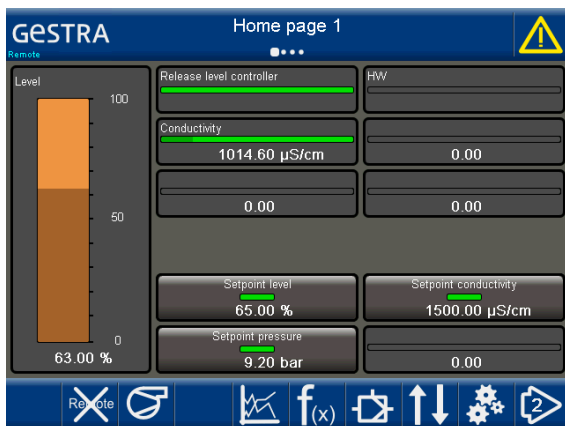 GESTRA
Home page 1
Remote
Level
100
50
0
63.00 %
Release level controller
HW
Conductivity
1014.60 µS/cm
0.00
0.00
0.00
Setpoint level
65.00 %
Setpoint conductivity
1500.00 µS/cm
Setpoint pressure
9.20 bar
0.00
Remote
f(x)
2